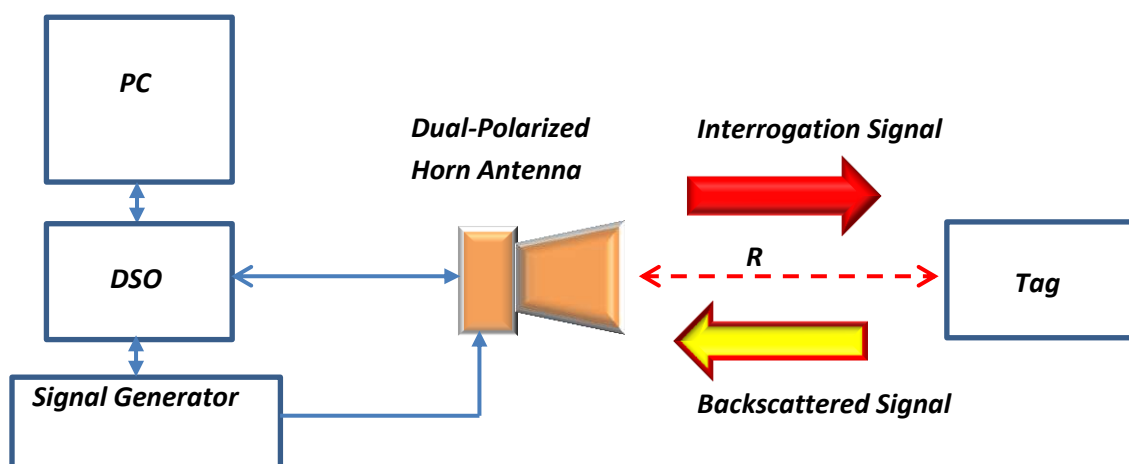 PC
Dual-Polarized
Horn Antenna
Interrogation Signal
DSO
R
Tag
Signal Generator
Backscattered Signal